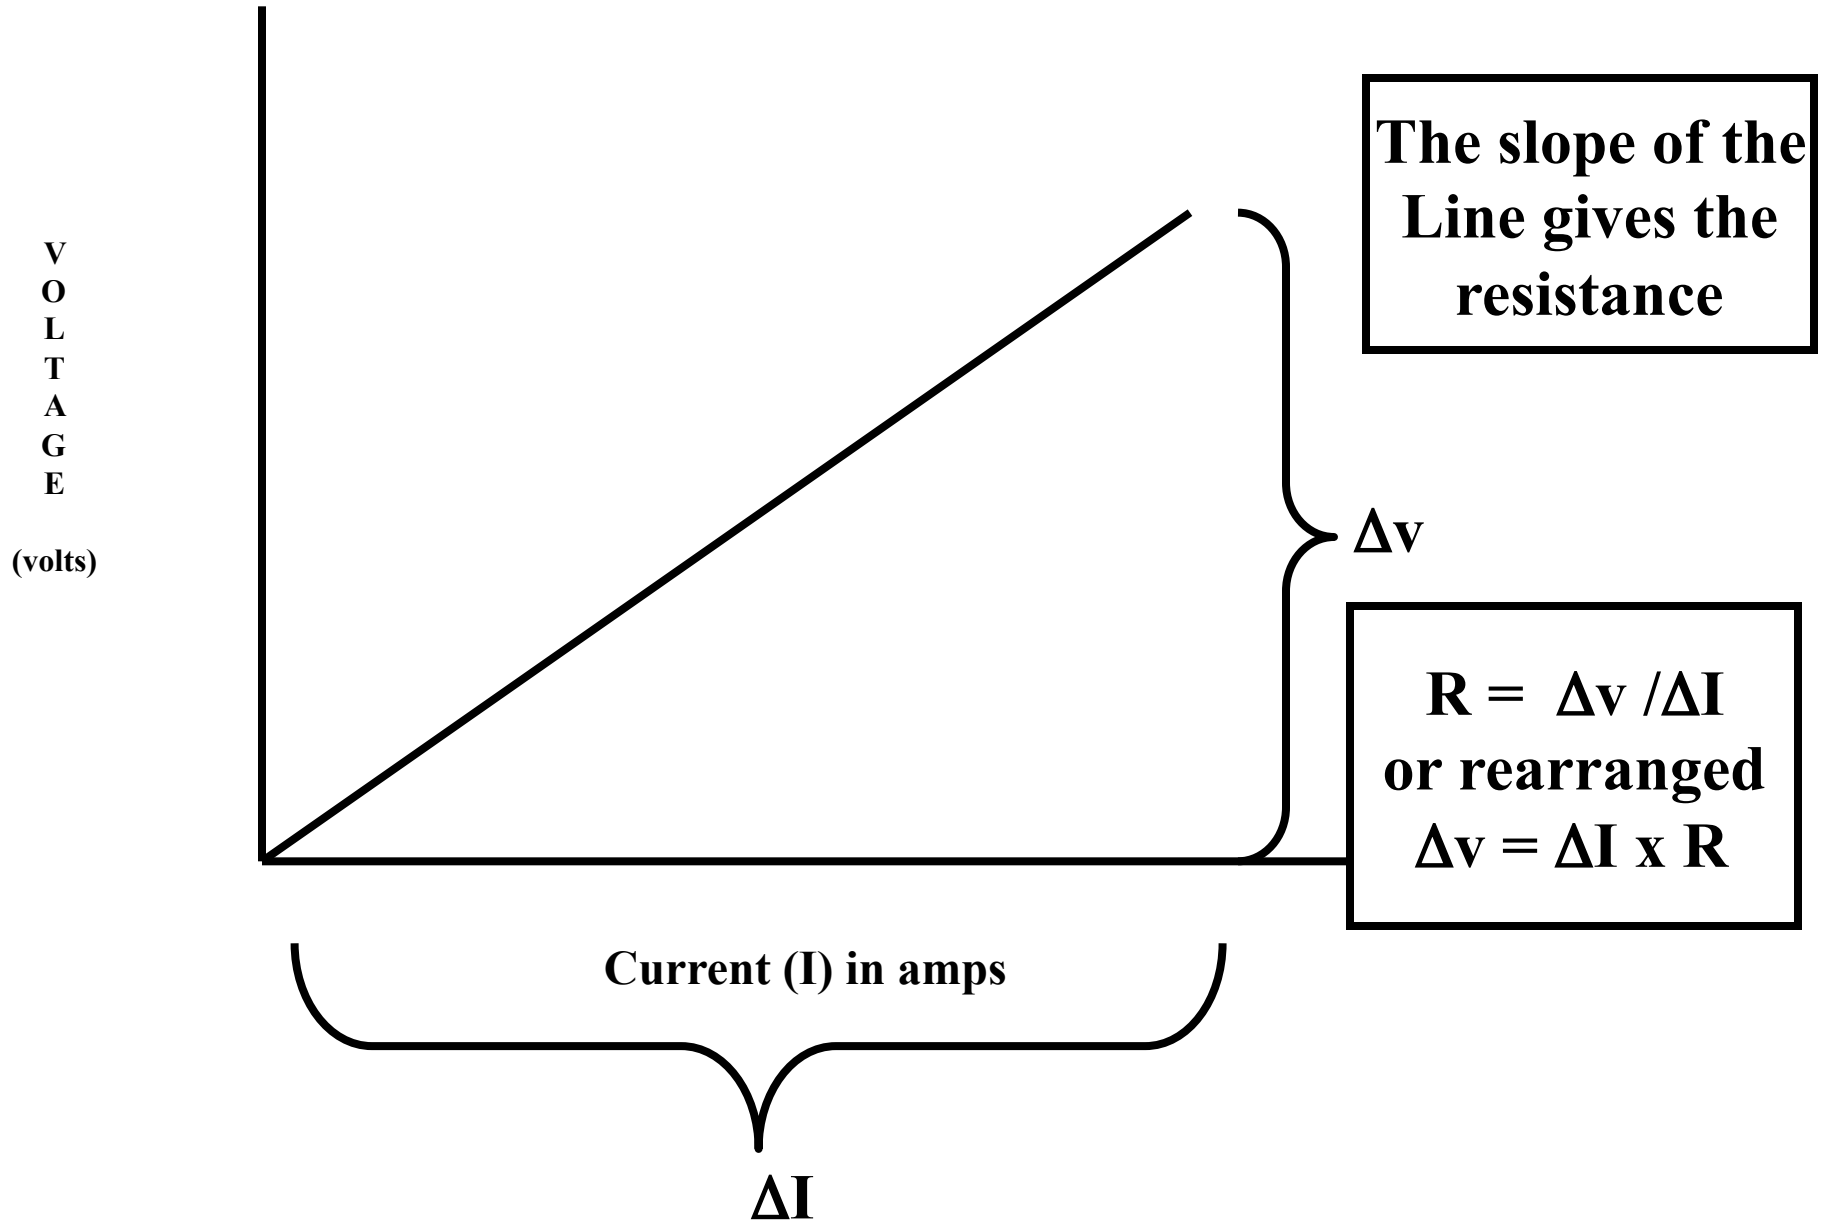 The slope of the
Line gives the
resistance
V
O
L
T
A
G
E
(volts)
Δv
R = Δv /ΔI
or rearranged
Δv = ΔI x R
Current (I) in amps
ΔI